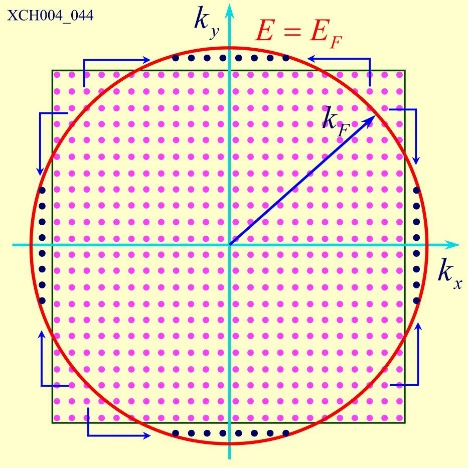 XCH004_044
k_y
E = E_F
k_F
k_x